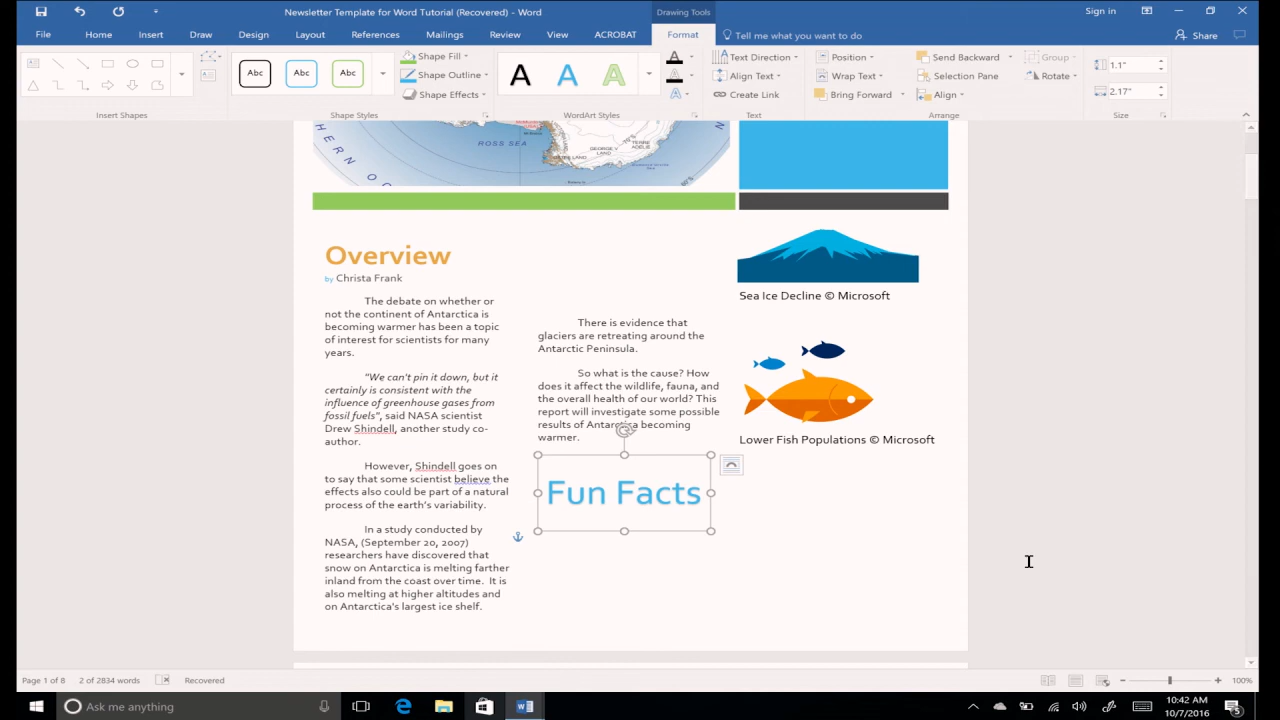 Newsletter Template for Word Tutorial (Recovered) - Word
Drawing Tools
Sign in
File Home Insert Draw Design Layout References Mailings Review View ACROBAT Format Tell me what you want to do Share
Abc Abc Abc
Shape Fill
Shape Outline
Shape Effects
A A A
A
A
A
Text Direction
Align Text
Create Link
Position
Wrap Text
Bring Forward
Send Backward
Selection Pane
Align
Group
Rotate
1.1"
2.17"
Insert Shapes Shape Styles WordArt Styles Text Arrange Size
ROSS SEA
Overview
by Christa Frank
The debate on whether or
not the continent of Antarctica is
becoming warmer has been a topic
of interest for scientists for many
years.
"We can't pin it down, but it
certainly is consistent with the
influence of greenhouse gases from
fossil fuels", said NASA scientist
Drew Shindell, another study co-
author.
However, Shindell goes on
to say that some scientist believe the
effects also could be part of a natural
process of the earth's variability.
In a study conducted by
NASA, (September 20, 2007)
researchers have discovered that
snow on Antarctica is melting farther
inland from the coast over time. It is
also melting at higher altitudes and
on Antarctica's largest ice shelf.
There is evidence that
glaciers are retreating around the
Antarctic Peninsula.
So what is the cause? How
does it affect the wildlife, fauna, and
the overall health of our world? This
report will investigate some possible
results of Antarctica becoming
warmer.
Fun Facts
Sea Ice Decline © Microsoft
Lower Fish Populations © Microsoft
Page 1 of 8 2 of 2834 words Recovered 100%
Ask me anything
10:42 AM
10/7/2016
5